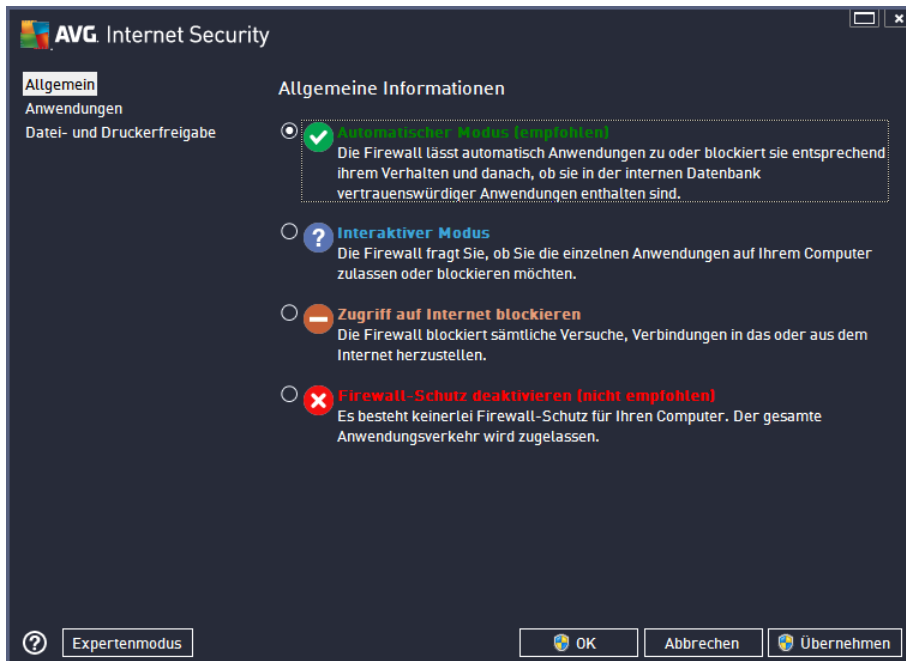 AVG. Internet Security
Allgemein
Anwendungen
Datei- und Druckerfreigabe
Allgemeine Informationen
Automatischer Modus (empfohlen)
Die Firewall lässt automatisch Anwendungen zu oder blockiert sie entsprechend
ihrem Verhalten und danach, ob sie in der internen Datenbank
vertrauenswürdiger Anwendungen enthalten sind.
Interaktiver Modus
Die Firewall fragt Sie, ob Sie die einzelnen Anwendungen auf Ihrem Computer
zulassen oder blockieren möchten.
Zugriff auf Internet blockieren
Die Firewall blockiert sämtliche Versuche, Verbindungen in das oder aus dem
Internet herzustellen.
Firewall-Schutz deaktivieren (nicht empfohlen)
Es besteht keinerlei Firewall-Schutz für Ihren Computer. Der gesamte
Anwendungsverkehr wird zugelassen.
Expertenmodus
OK
Abbrechen
Übernehmen